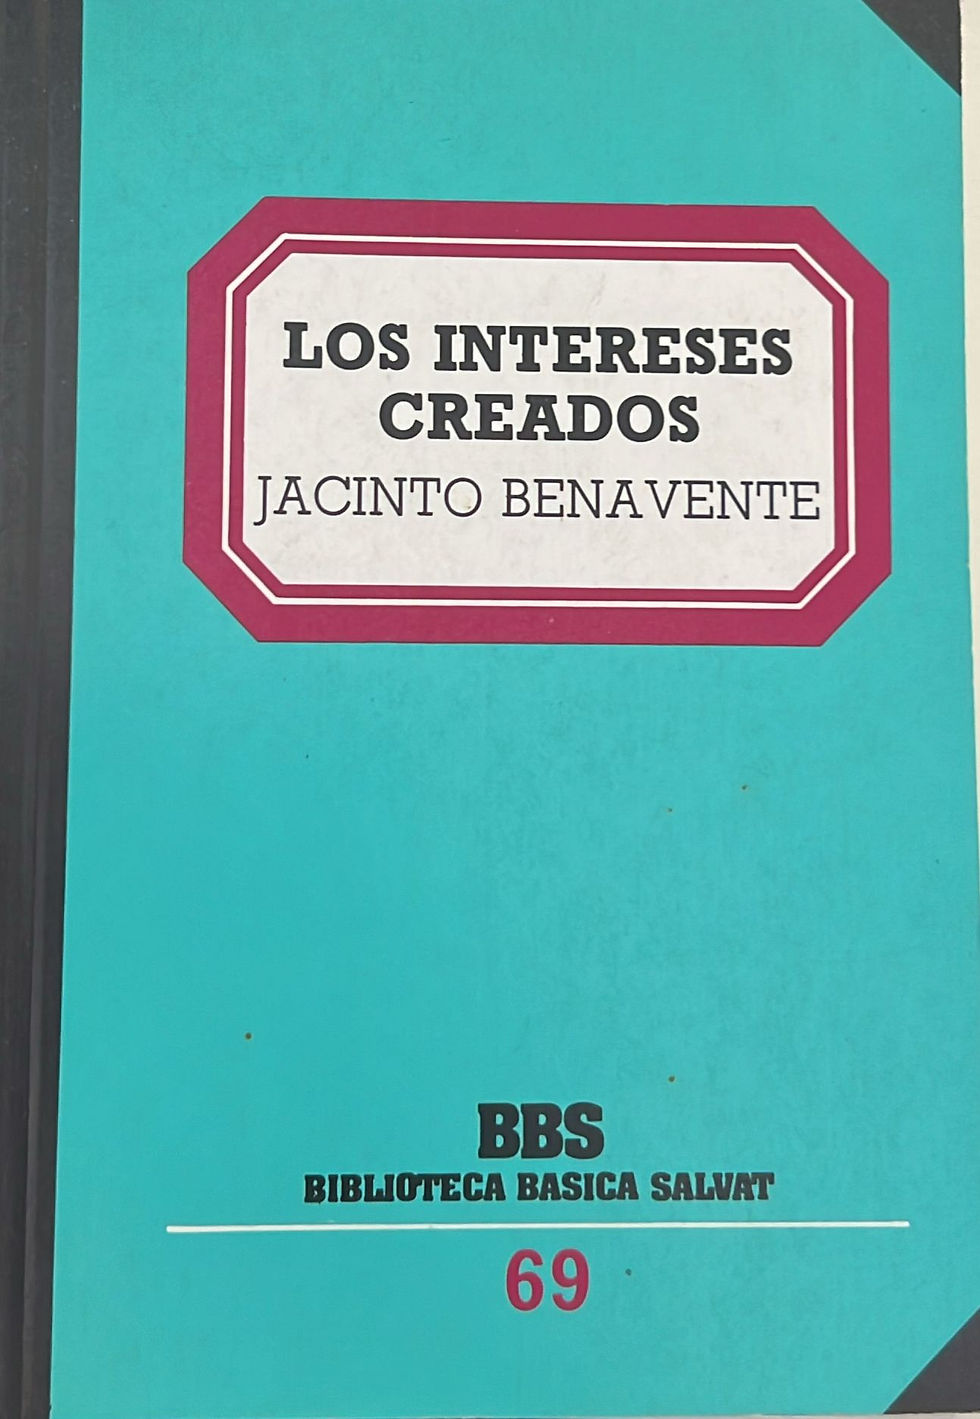 LOS INTERESES
CREADOS
JACINTO BENAVENTE
BBS
BIBLIOTECA BASICA SALVAT
69